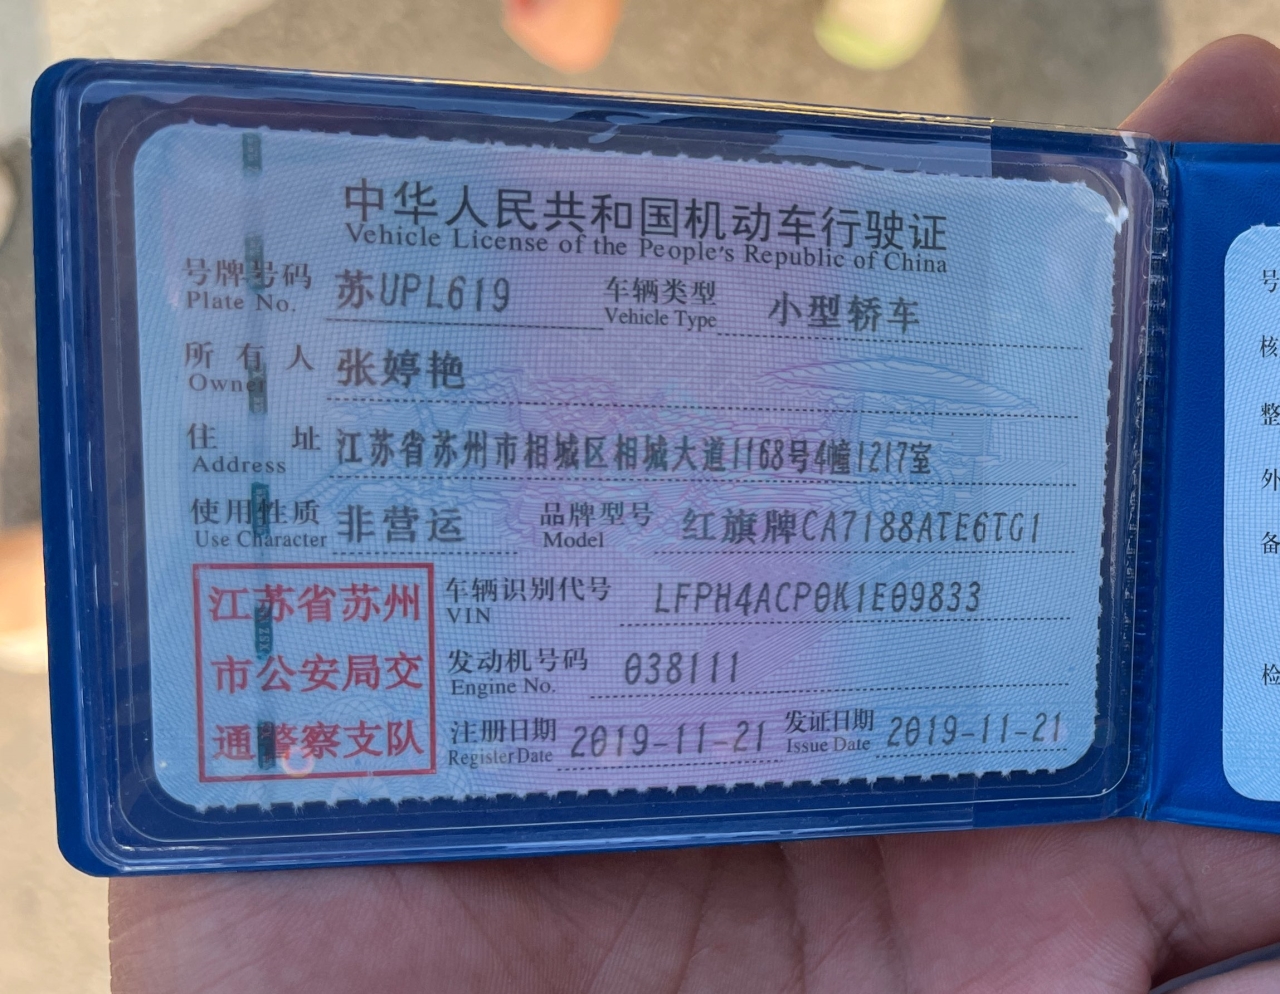 中华人民共和国机动车行驶证
Vehicle License of the People's Republic of China
号牌号码 苏UPL619 车辆类型 小型轿车
Plate No. Vehicle Type
所有人 张婷艳
Owner
住址 江苏省苏州市相城区相城大道1168号4幢1217室
Address
使用性质 非营运 品牌型号 红旗牌CA7188ATE6TG1
Use Character Model
江苏省苏州
市公安局交
通警察支队
车辆识别代号 LFPH4ACP0K1E09833
VIN
发动机号码 038111
Engine No.
注册日期 2019-11-21 发证日期 2019-11-21
Register Date Issue Date
号
核
整
外
备
检